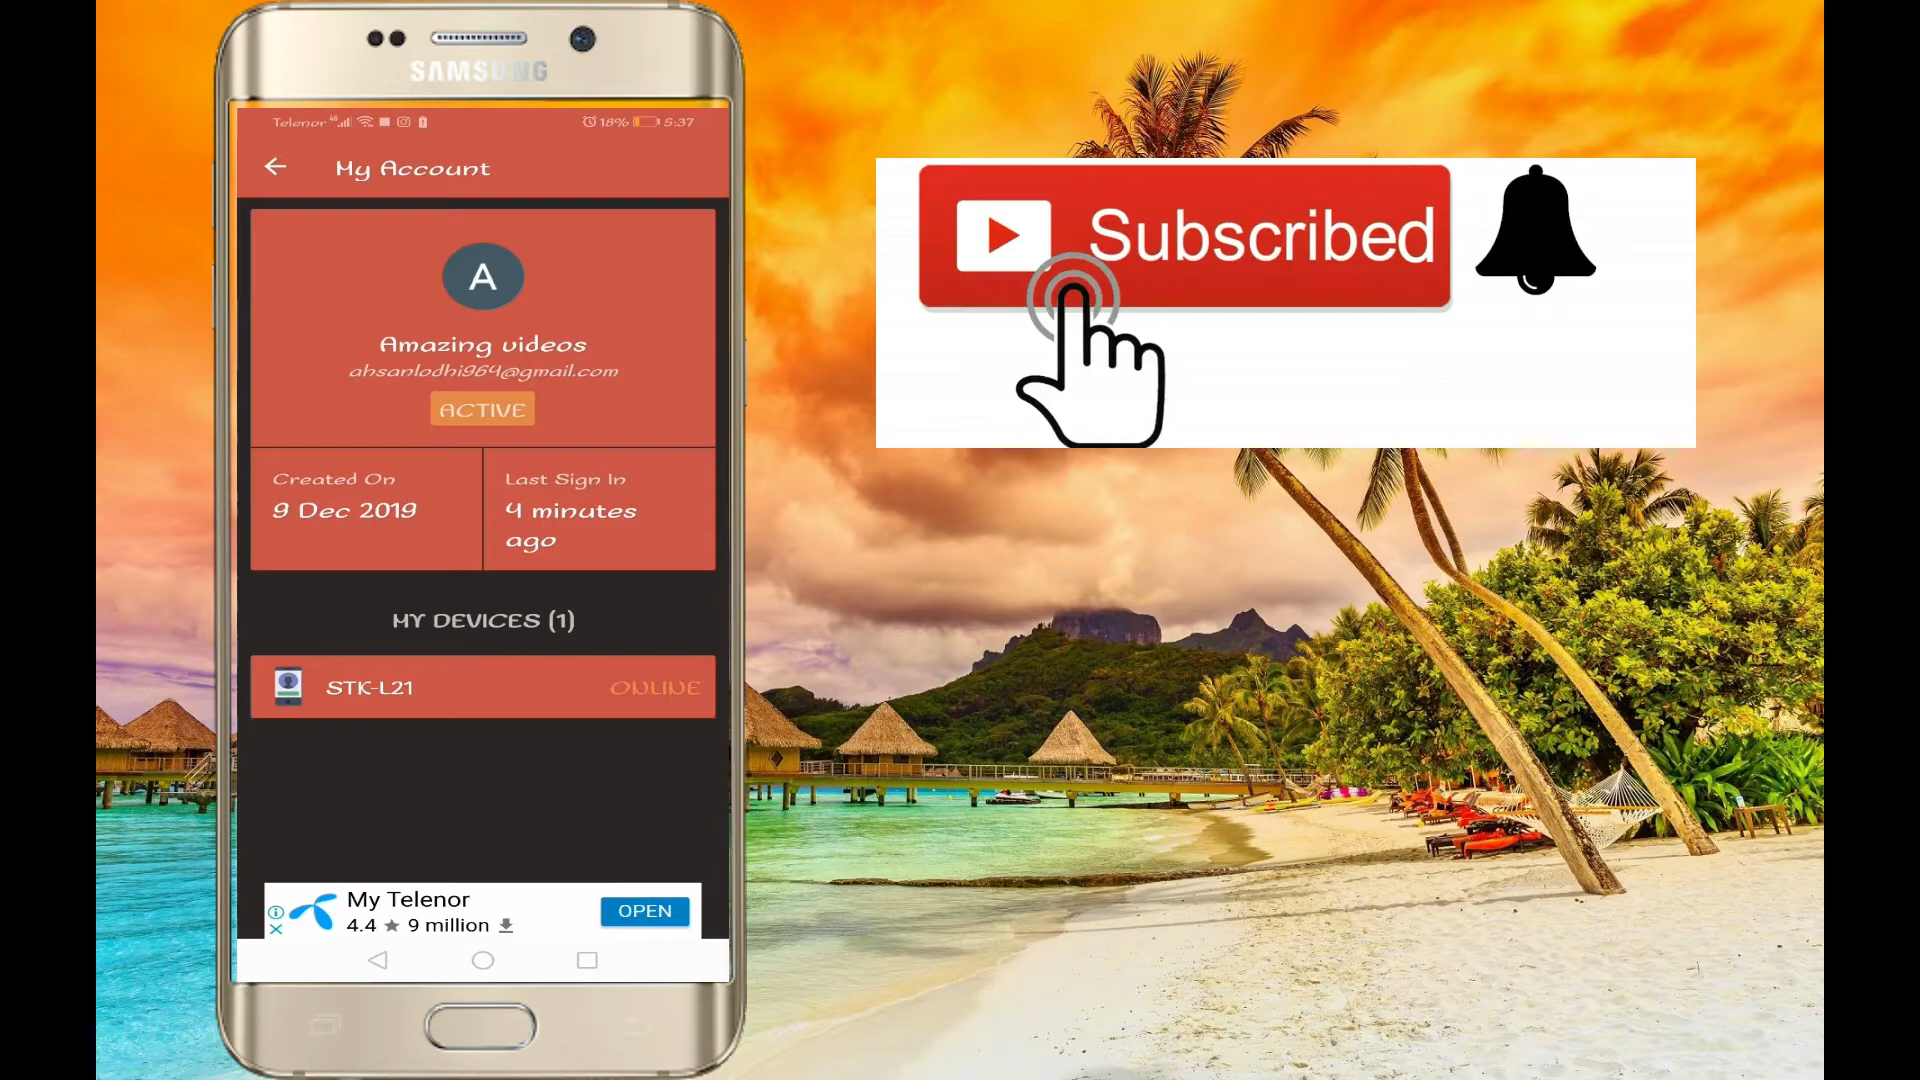 SAMSUNG
Telenor 18% 5:37
My Account
A
Amazing videos
ahsanlodhi964@gmail.com
ACTIVE
Created On
9 Dec 2019
Last Sign In
4 minutes
ago
MY DEVICES (1)
STK-L21 ONLINE
My Telenor
4.4 ★ 9 million
OPEN
Subscribed